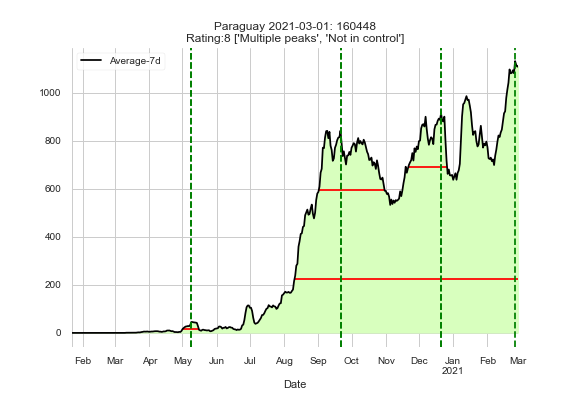 Paraguay 2021-03-01: 160448
Rating:8 ['Multiple peaks', 'Not in control']
Average-7d
1000
800
600
400
200
0
Feb Mar Apr May Jun Jul Aug Sep Oct Nov Dec Jan Feb Mar
2021
Date